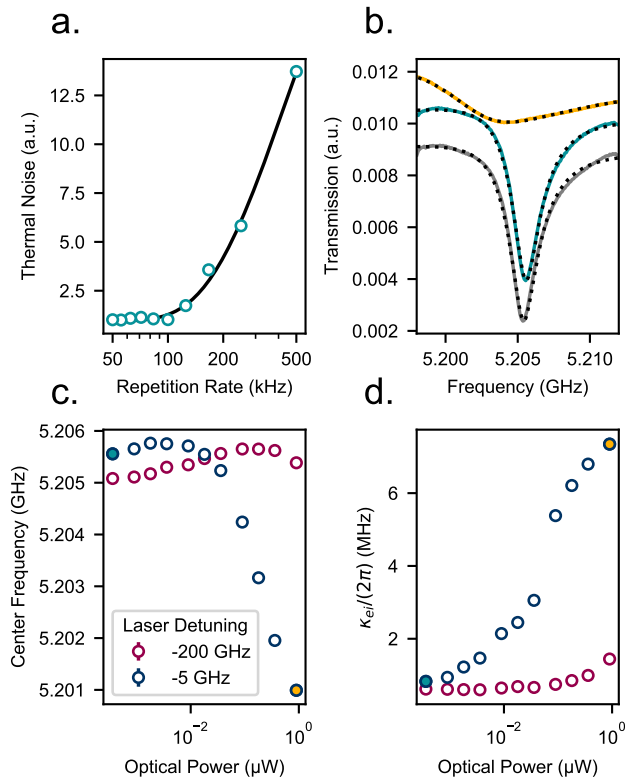 a.
Thermal Noise (a.u.)
12.5
10.0
7.5
5.0
2.5
50
100
200
500
Repetition Rate (kHz)
b.
Transmission (a.u.)
0.012
0.010
0.008
0.006
0.004
0.002
5.200
5.205
5.210
Frequency (GHz)
c.
Center Frequency (GHz)
5.206
5.205
5.204
5.203
5.202
5.201
Laser Detuning
-200 GHz
-5 GHz
10⁻²
10⁰
Optical Power (µW)
d.
κₑᵢ/(2π) (MHz)
6
4
2
10⁻²
10⁰
Optical Power (µW)